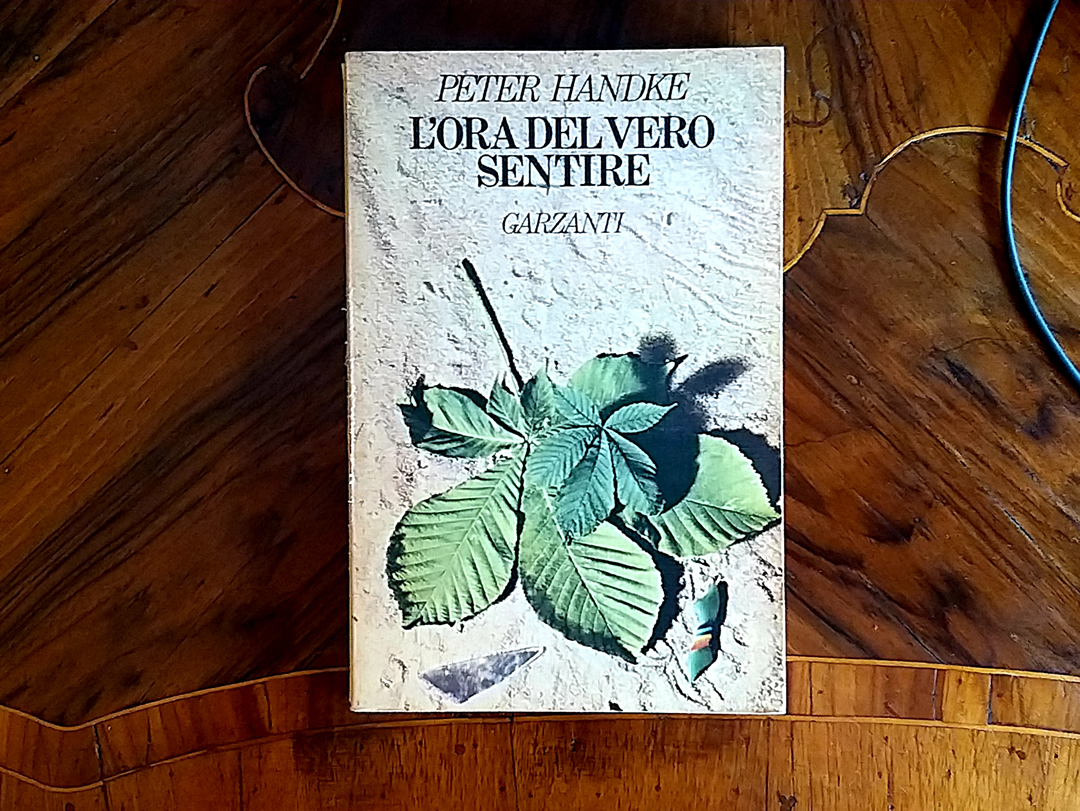 PETER HANDKE
L'ORA DEL VERO
SENTIRE
GARZANTI